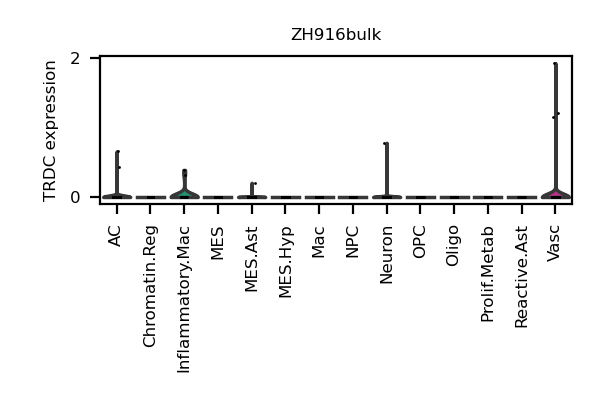 ZH916bulk
TRDC expression
2
0
AC
Chromatin.Reg
Inflammatory.Mac
MES
MES.Ast
MES.Hyp
Mac
NPC
Neuron
OPC
Oligo
Prolif.Metab
Reactive.Ast
Vasc